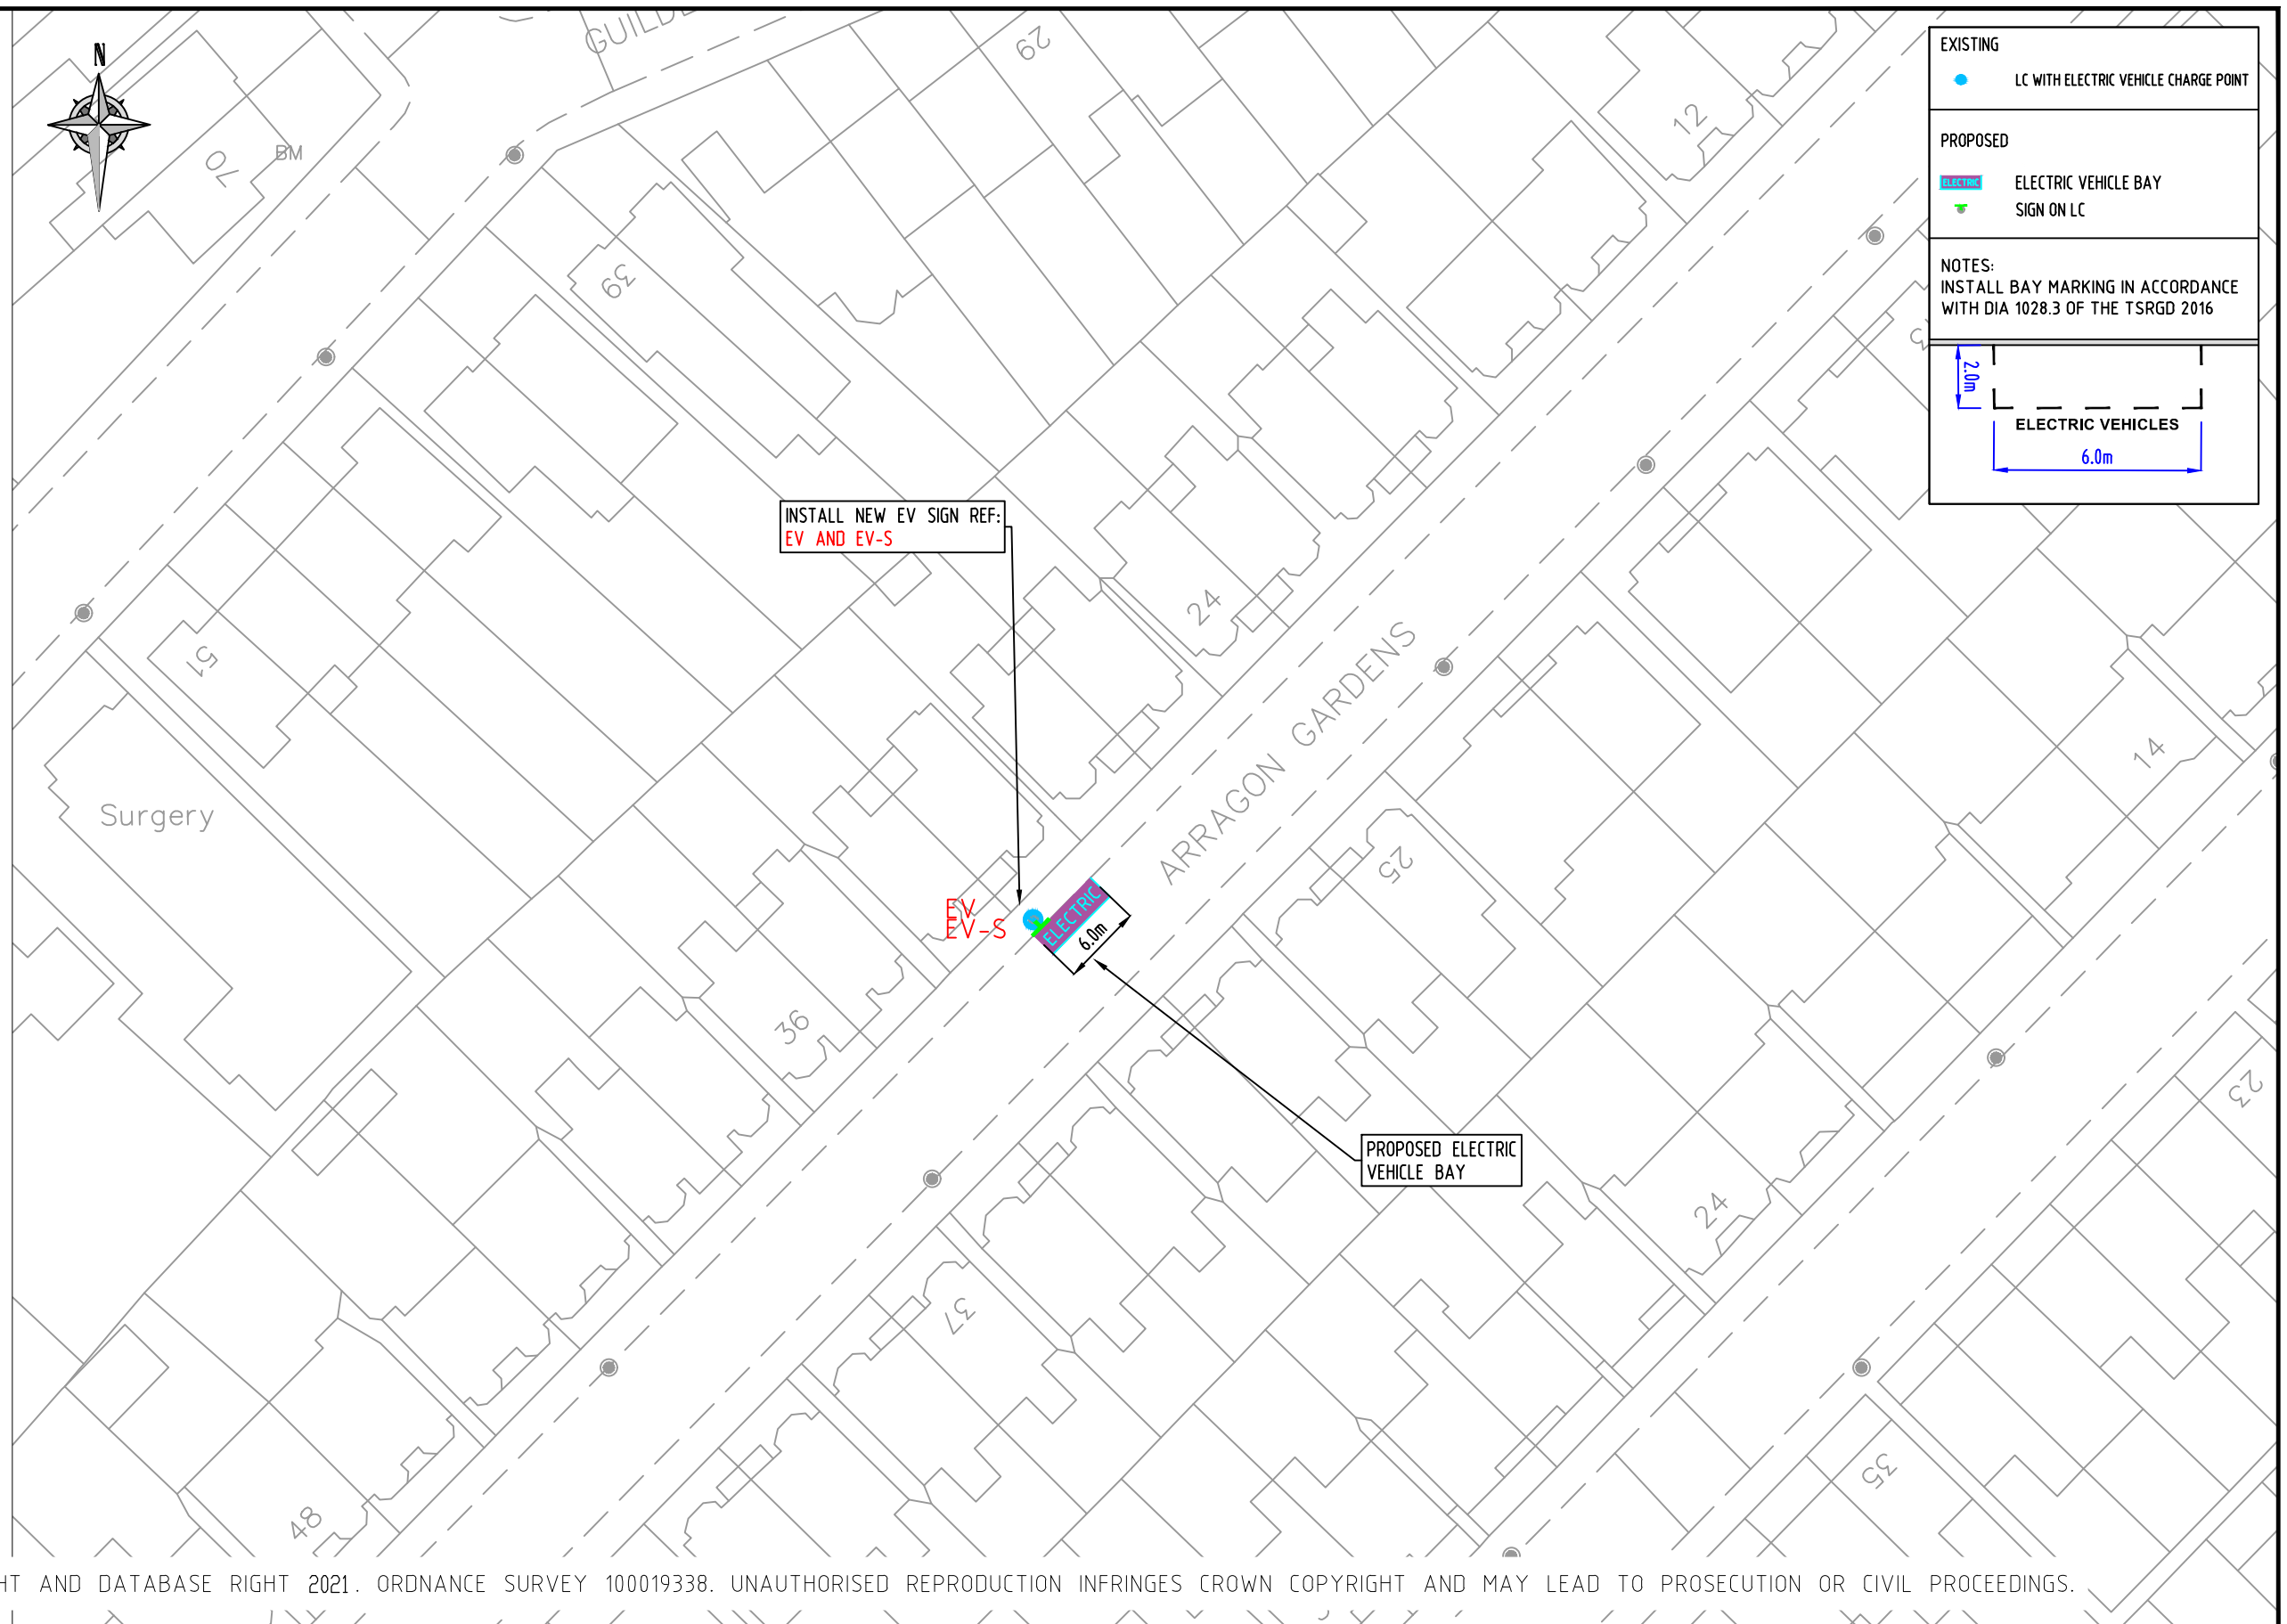 N
GUILD
29
12
70
BM
39
51
Surgery
24
ARRAGON GARDENS
25
14
36
37
24
23
35
48
INSTALL NEW EV SIGN REF:
EV AND EV-S
EV
EV-S
ELECTRIC
6.0m
PROPOSED ELECTRIC
VEHICLE BAY
EXISTING
LC WITH ELECTRIC VEHICLE CHARGE POINT
PROPOSED
ELECTRIC
ELECTRIC VEHICLE BAY
SIGN ON LC
NOTES:
INSTALL BAY MARKING IN ACCORDANCE
WITH DIA 1028.3 OF THE TSRGD 2016
2.0m
ELECTRIC VEHICLES
6.0m
HT AND DATABASE RIGHT 2021. ORDNANCE SURVEY 100019338. UNAUTHORISED REPRODUCTION INFRINGES CROWN COPYRIGHT AND MAY LEAD TO PROSECUTION OR CIVIL PROCEEDINGS.